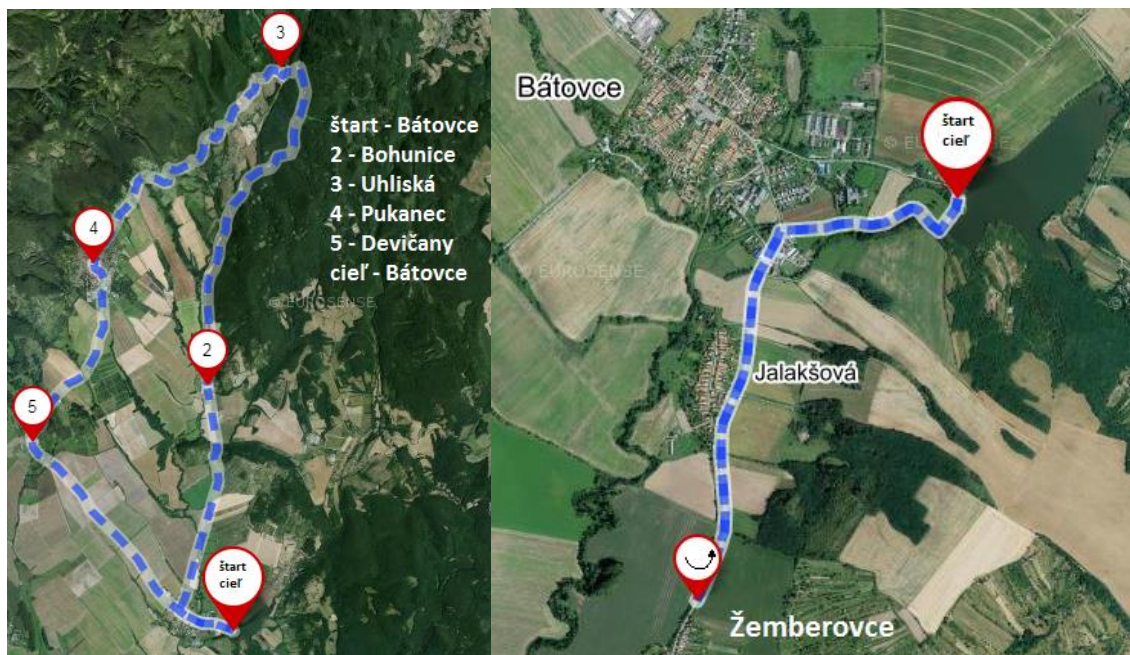 3
štart - Bátovce
2 - Bohunice
3 - Uhliská
4 - Pukanec
5 - Devičany
cieľ - Bátovce
4
© EUROSENSE
2
5
štart
cieľ
Bátovce
štart
cieľ
© EUROSENSE
© EUROSENSE
Jalakšová
Žemberovce
©